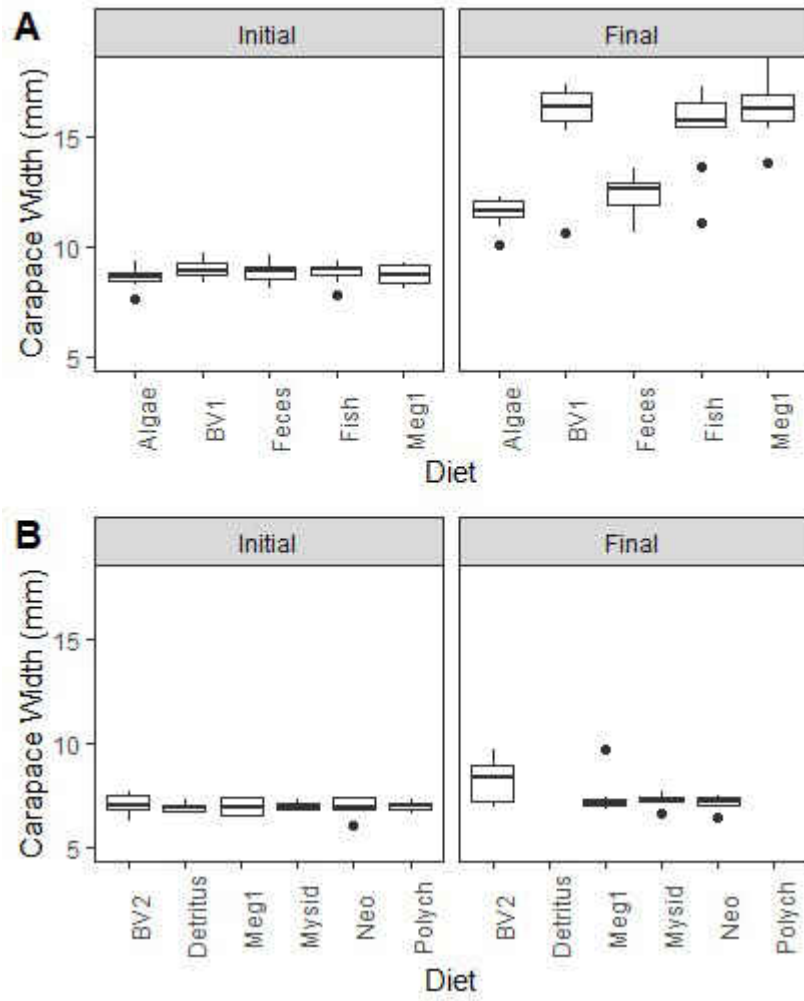 A
Initial
Final
Carapace Width (mm)
15
10
5
Algae
BV1
Feces
Fish
Meg1
Algae
BV1
Feces
Fish
Meg1
Diet
B
Initial
Final
Carapace Width (mm)
15
10
5
BV2
Detritus
Meg1
Mysid
Neo
Polych
BV2
Detritus
Meg1
Mysid
Neo
Polych
Diet